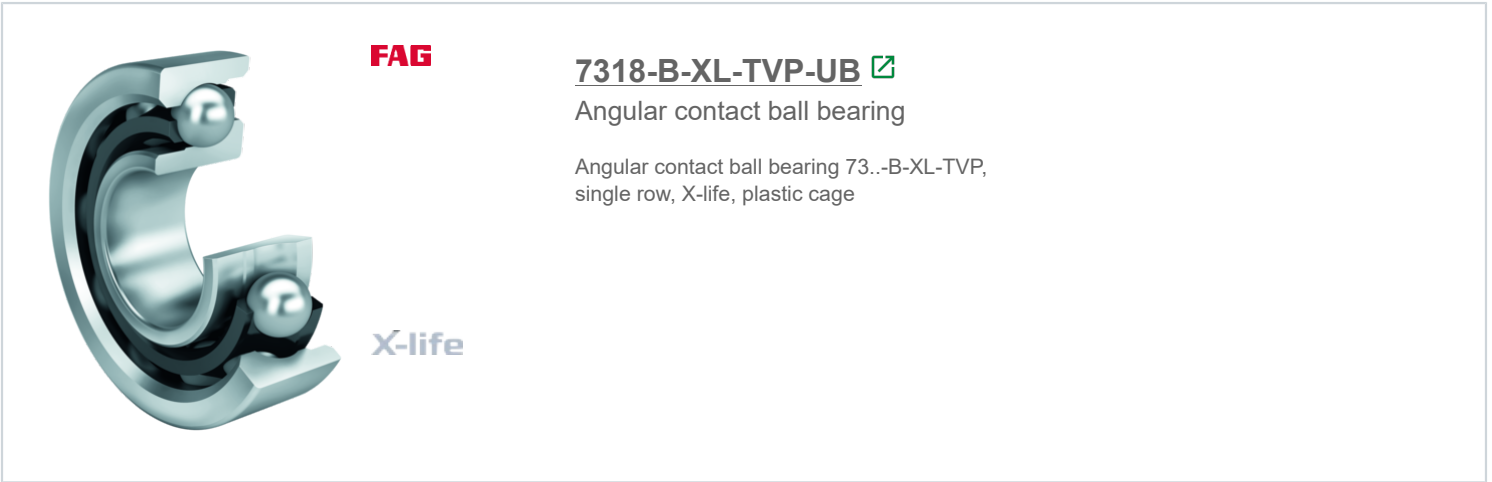 FAG
7318-B-XL-TVP-UB
Angular contact ball bearing
Angular contact ball bearing 73..-B-XL-TVP,
single row, X-life, plastic cage
X-life